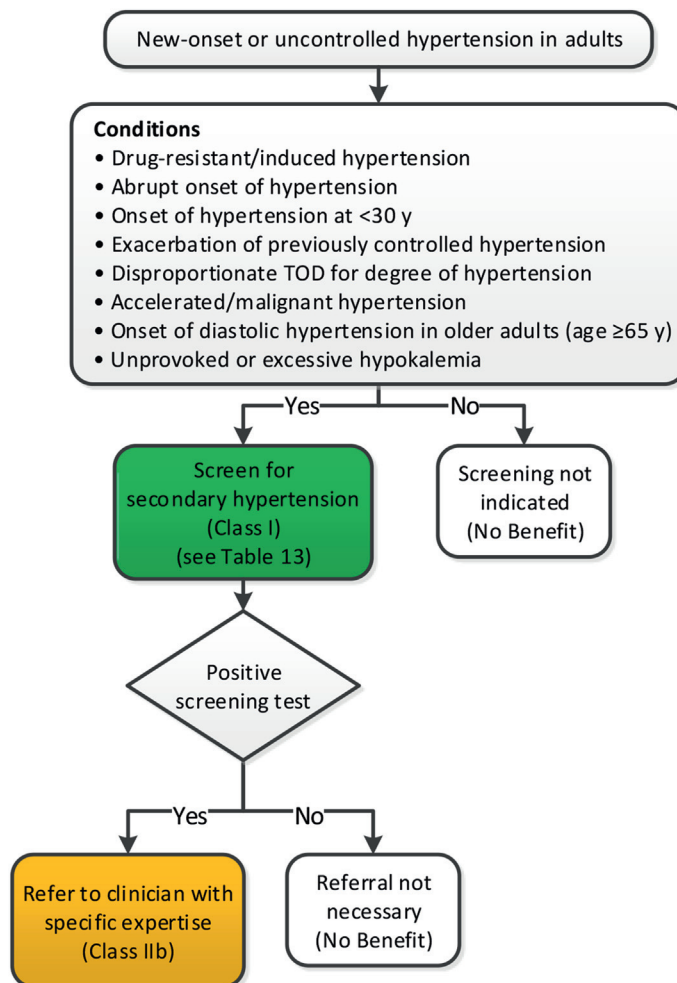 New-onset or uncontrolled hypertension in adults
Conditions
• Drug-resistant/induced hypertension
• Abrupt onset of hypertension
• Onset of hypertension at <30 y
• Exacerbation of previously controlled hypertension
• Disproportionate TOD for degree of hypertension
• Accelerated/malignant hypertension
• Onset of diastolic hypertension in older adults (age ≥65 y)
• Unprovoked or excessive hypokalemia
Yes
No
Screen for
secondary hypertension
(Class I)
(see Table 13)
Screening not
indicated
(No Benefit)
Positive
screening test
Yes
No
Refer to clinician with
specific expertise
(Class IIb)
Referral not
necessary
(No Benefit)